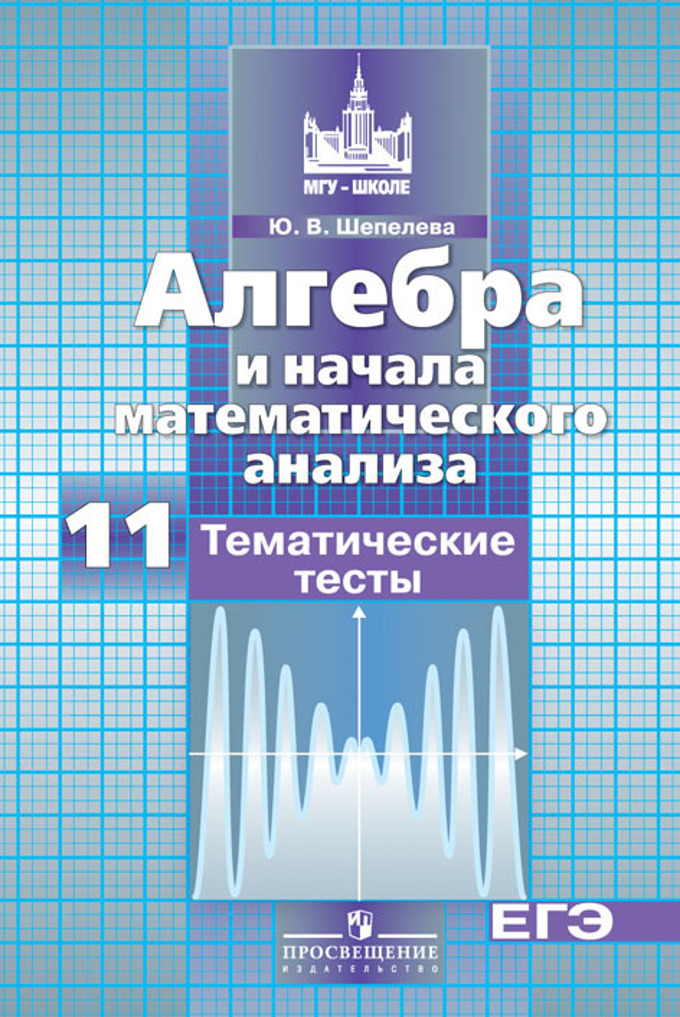 МГУ - ШКОЛЕ
Ю. В. Шепелева
Алгебра
и начала
математического
анализа
11
Тематические
тесты
ЕГЭ
ПРОСВЕЩЕНИЕ
ИЗДАТЕЛЬСТВО